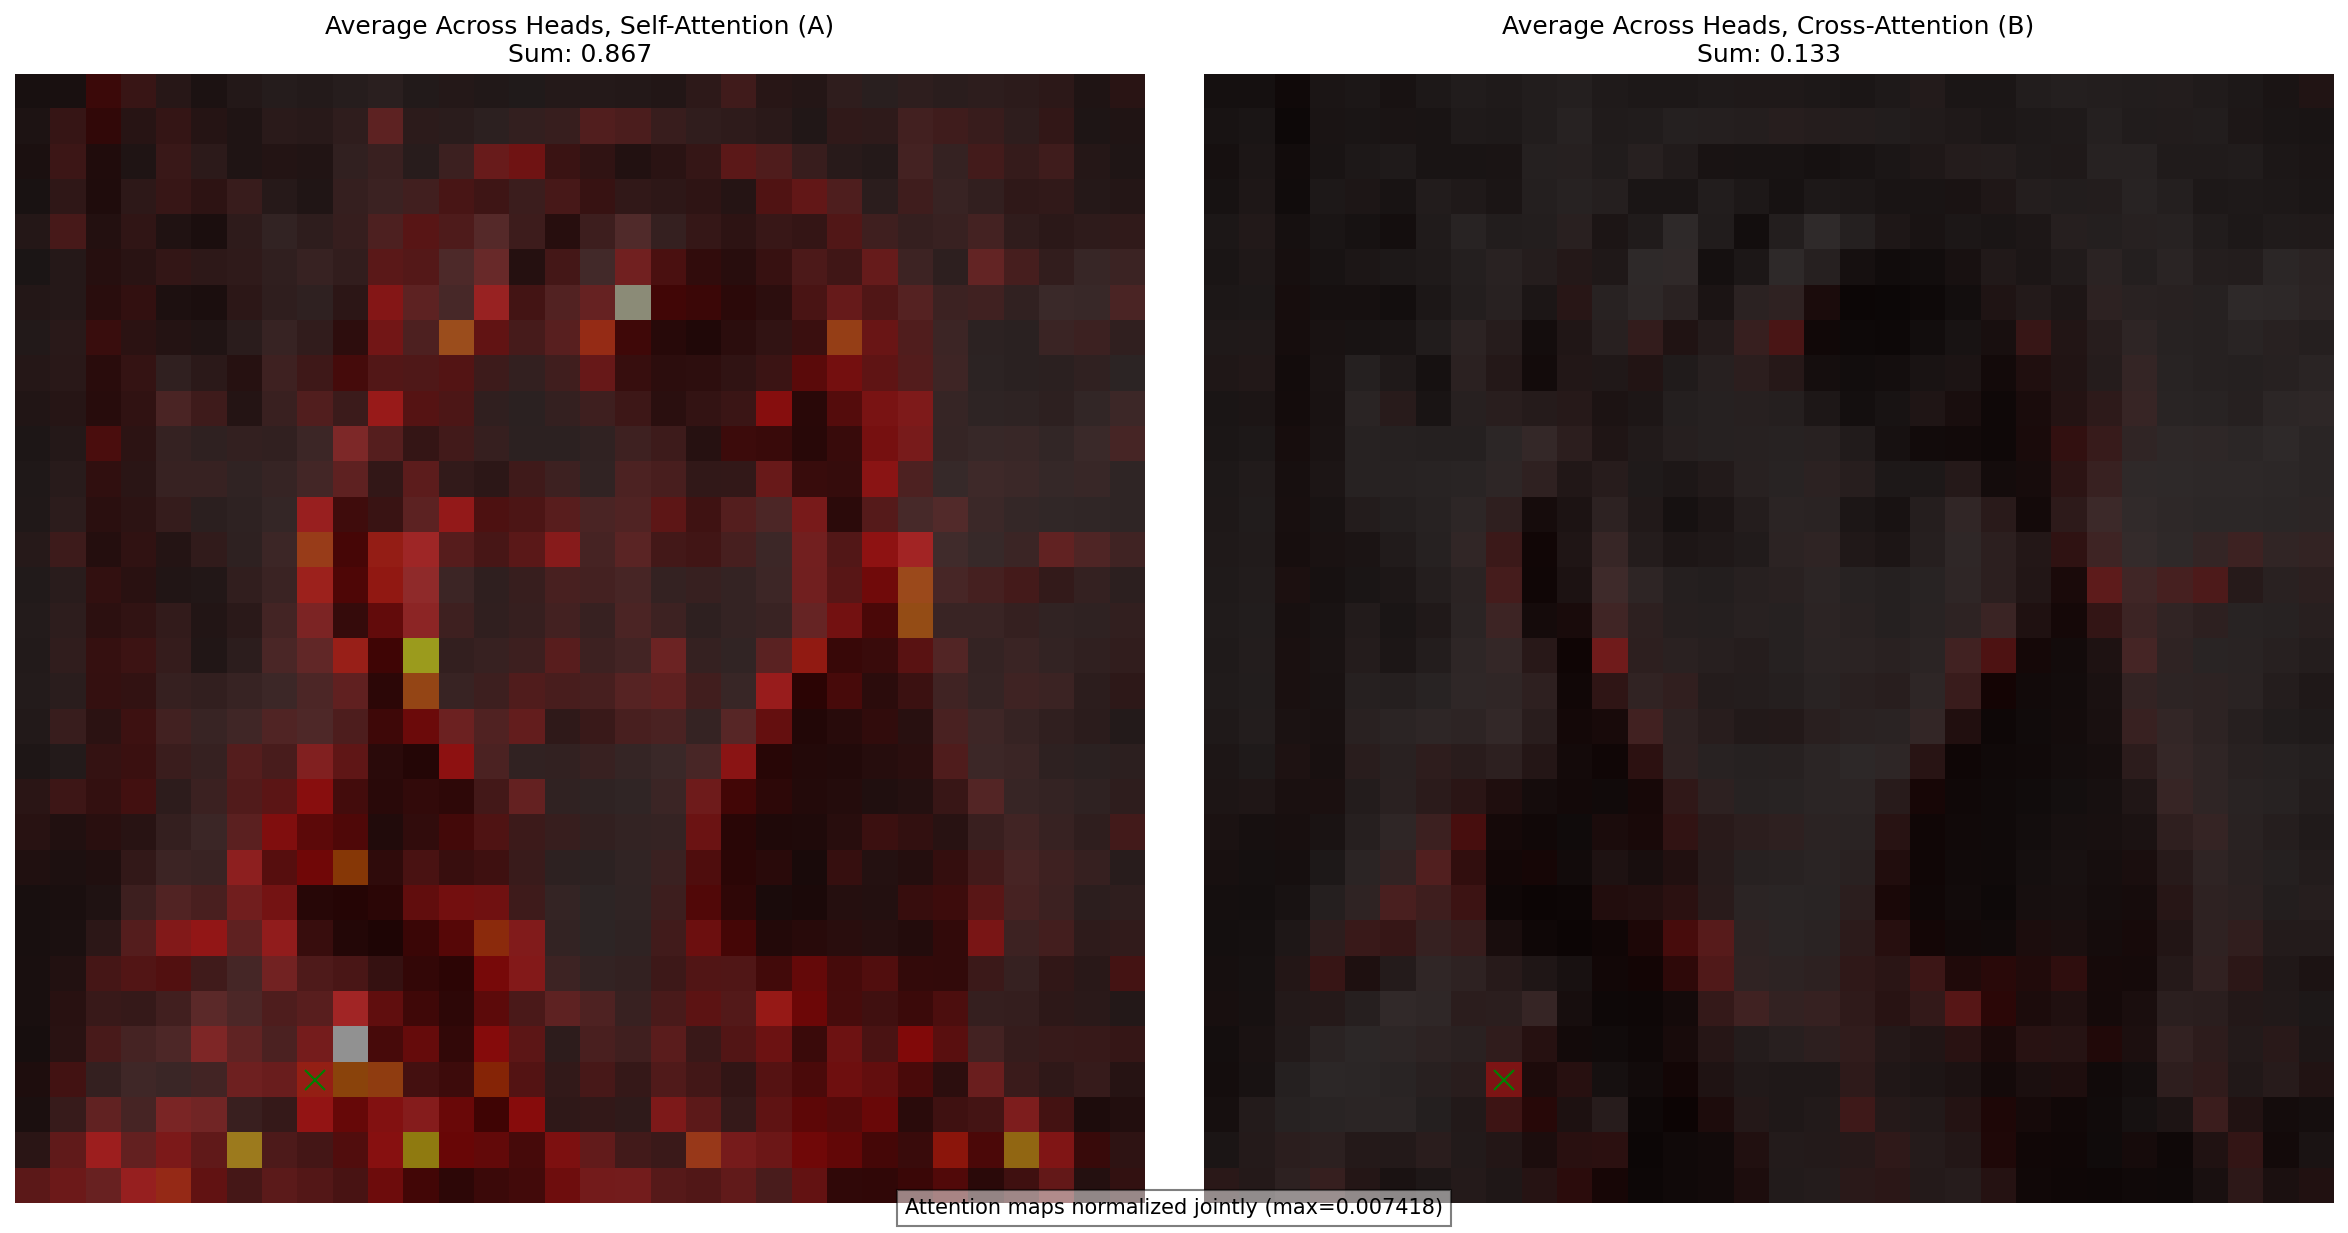 Average Across Heads, Self-Attention (A)
Sum: 0.867
Average Across Heads, Cross-Attention (B)
Sum: 0.133
Attention maps normalized jointly (max=0.007418)